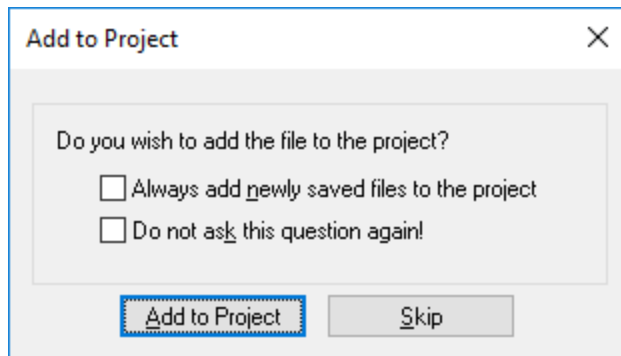 Add to Project
Do you wish to add the file to the project?
Always add newly saved files to the project
Do not ask this question again!
Add to Project
Skip